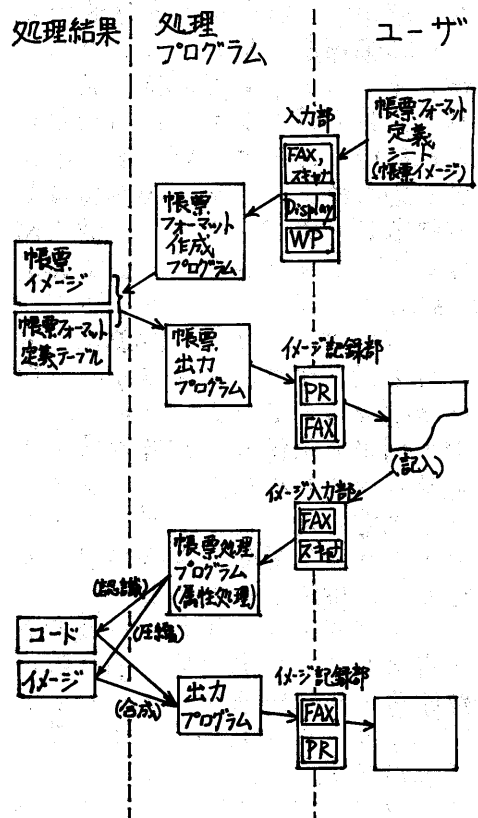 処理結果
処理
プログラム
ユーザ
入力部
帳票フォーマット
定義
シード
(帳票イメージ)
FAX,
スキャナ
Display
WP
帳票
フォーマット
作成
プログラム
帳票
イメージ
帳票フォーマット
定義テーブル
帳票
出力
プログラム
イメージ記録部
PR
FAX
(記入)
イメージ入力部
FAX
スキャナ
帳票処理
プログラム
(属性処理)
(認識)
(圧縮)
コード
イメージ
(合成)
出力
プログラム
イメージ記録部
FAX
PR